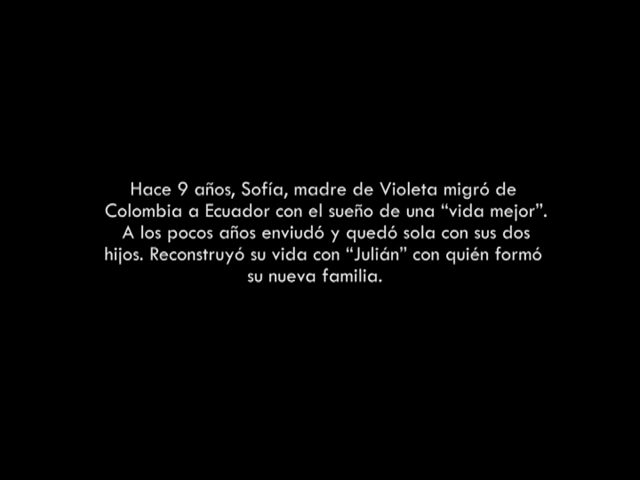 Hace 9 años, Sofía, madre de Violeta migró de
Colombia a Ecuador con el sueño de una “vida mejor”.
A los pocos años enviudó y quedó sola con sus dos
hijos. Reconstruyó su vida con “Julián” con quién formó
su nueva familia.